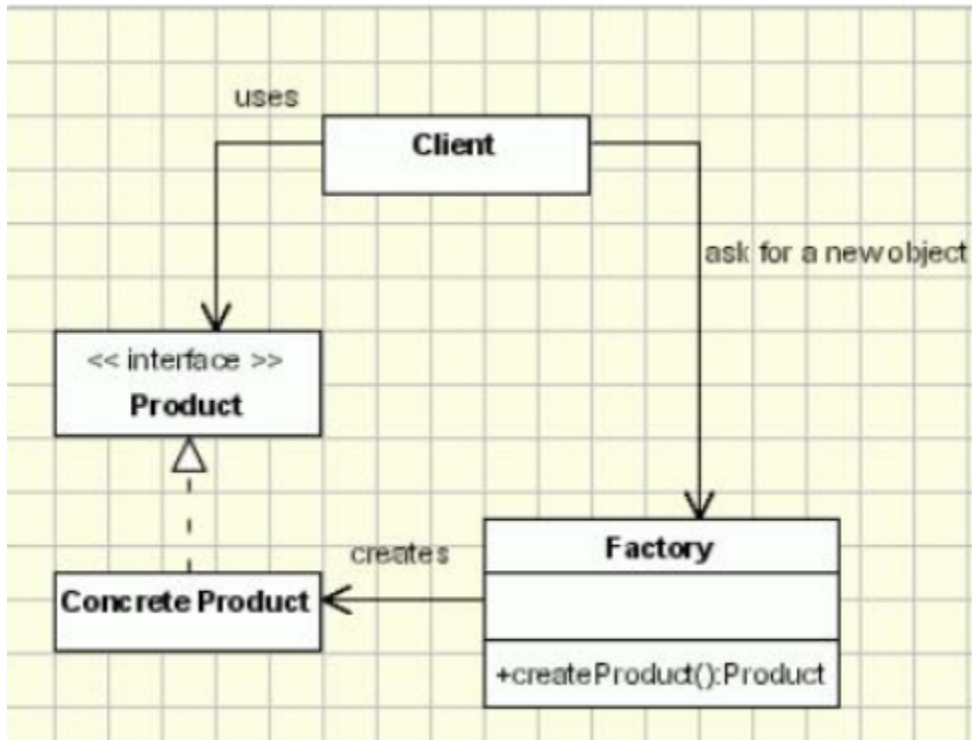 uses
Client
ask for a new object
<< interface >>
Product
creates
Factory
Concrete Product
+createProduct():Product